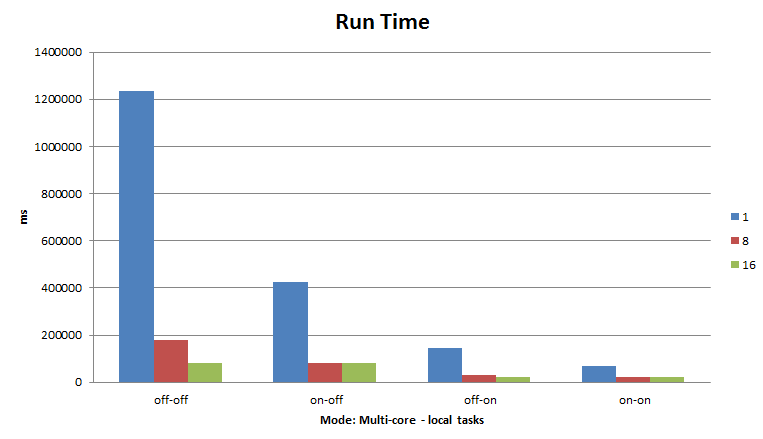 Run Time
1400000
1200000
1000000
800000
600000
400000
200000
0
ms
off-off
on-off
off-on
on-on
Mode: Multi-core - local tasks
1
8
16